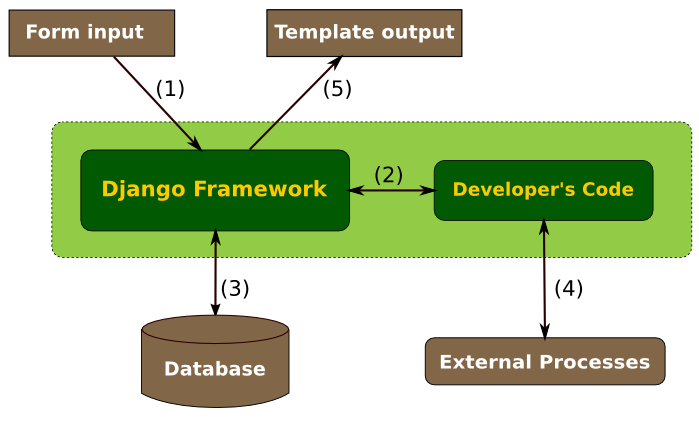 Form input
Template output
(1)
(5)
Django Framework
(2)
Developer's Code
(3)
(4)
Database
External Processes